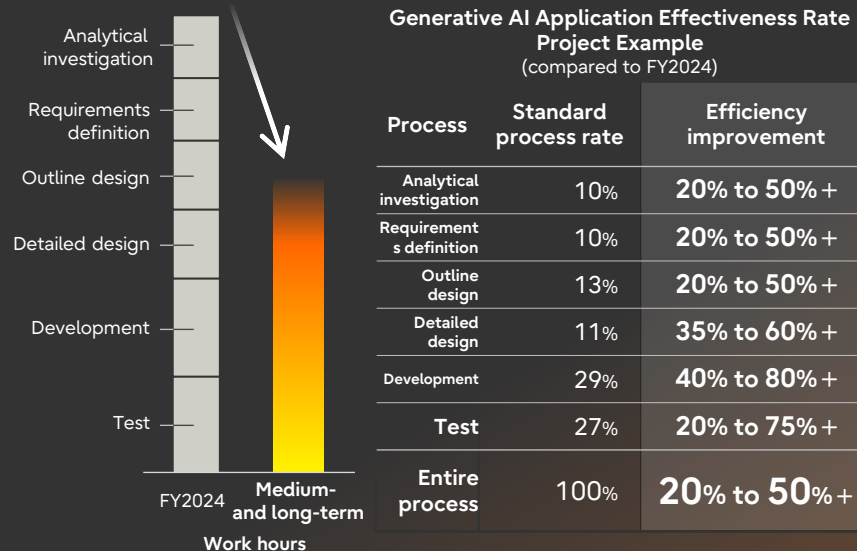 Analytical
investigation
Requirements
definition
Outline design
Detailed design
Development
Test
FY2024
Medium-
and long-term
Work hours
Generative AI Application Effectiveness Rate
Project Example
(compared to FY2024)
Process
Standard
process rate
Efficiency
improvement
Analytical
investigation
10%
20% to 50%+
Requirement
s definition
10%
20% to 50%+
Outline
design
13%
20% to 50%+
Detailed
design
11%
35% to 60%+
Development
29%
40% to 80%+
Test
27%
20% to 75%+
Entire
process
100%
20% to 50%+